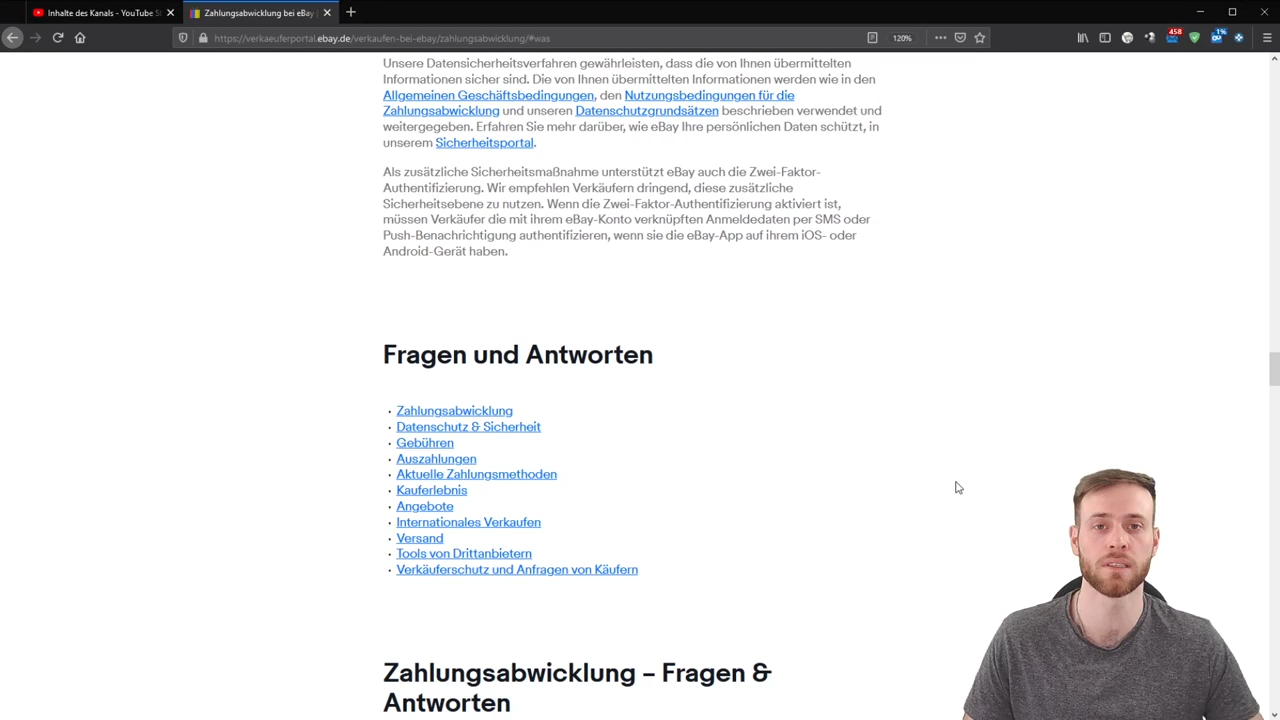 Inhalte des Kanals - YouTube St
Zahlungsabwicklung bei eBay |
https://verkaeuferportal.ebay.de/verkaufen-bei-ebay/zahlungsabwicklung/#was
120%
458
1%
Unsere Datensicherheitsverfahren gewährleisten, dass die von Ihnen übermittelten
Informationen sicher sind. Die von Ihnen übermittelten Informationen werden wie in den
Allgemeinen Geschäftsbedingungen, den Nutzungsbedingungen für die
Zahlungsabwicklung und unseren Datenschutzgrundsätzen beschrieben verwendet und
weitergegeben. Erfahren Sie mehr darüber, wie eBay Ihre persönlichen Daten schützt, in
unserem Sicherheitsportal.
Als zusätzliche Sicherheitsmaßnahme unterstützt eBay auch die Zwei-Faktor-
Authentifizierung. Wir empfehlen Verkäufern dringend, diese zusätzliche
Sicherheitsebene zu nutzen. Wenn die Zwei-Faktor-Authentifizierung aktiviert ist,
müssen Verkäufer die mit ihrem eBay-Konto verknüpften Anmeldedaten per SMS oder
Push-Benachrichtigung authentifizieren, wenn sie die eBay-App auf ihrem iOS- oder
Android-Gerät haben.
Fragen und Antworten
• Zahlungsabwicklung
• Datenschutz & Sicherheit
• Gebühren
• Auszahlungen
• Aktuelle Zahlungsmethoden
• Kauferlebnis
• Angebote
• Internationales Verkaufen
• Versand
• Tools von Drittanbietern
• Verkäuferschutz und Anfragen von Käufern
Zahlungsabwicklung – Fragen &
Antworten